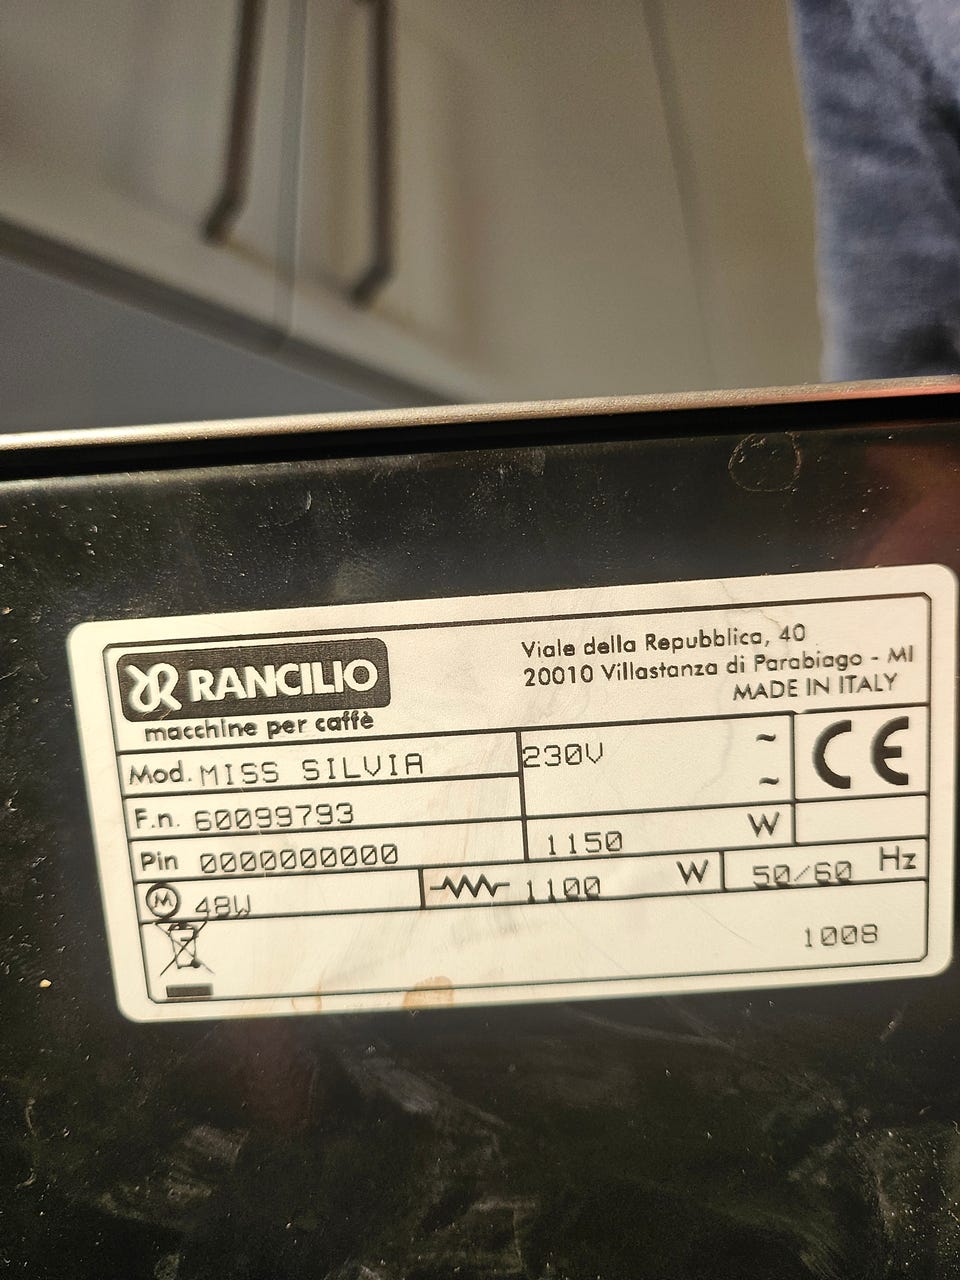 RANCILIO
macchine per caffè
Viale della Repubblica, 40
20010 Villastanza di Parabiago - MI
MADE IN ITALY
Mod. MISS SILVIA
230V ~
~
CE
F.n. 60099793
1150 W
Pin 0000000000
M 48W
1100 W
50/60 Hz
1008